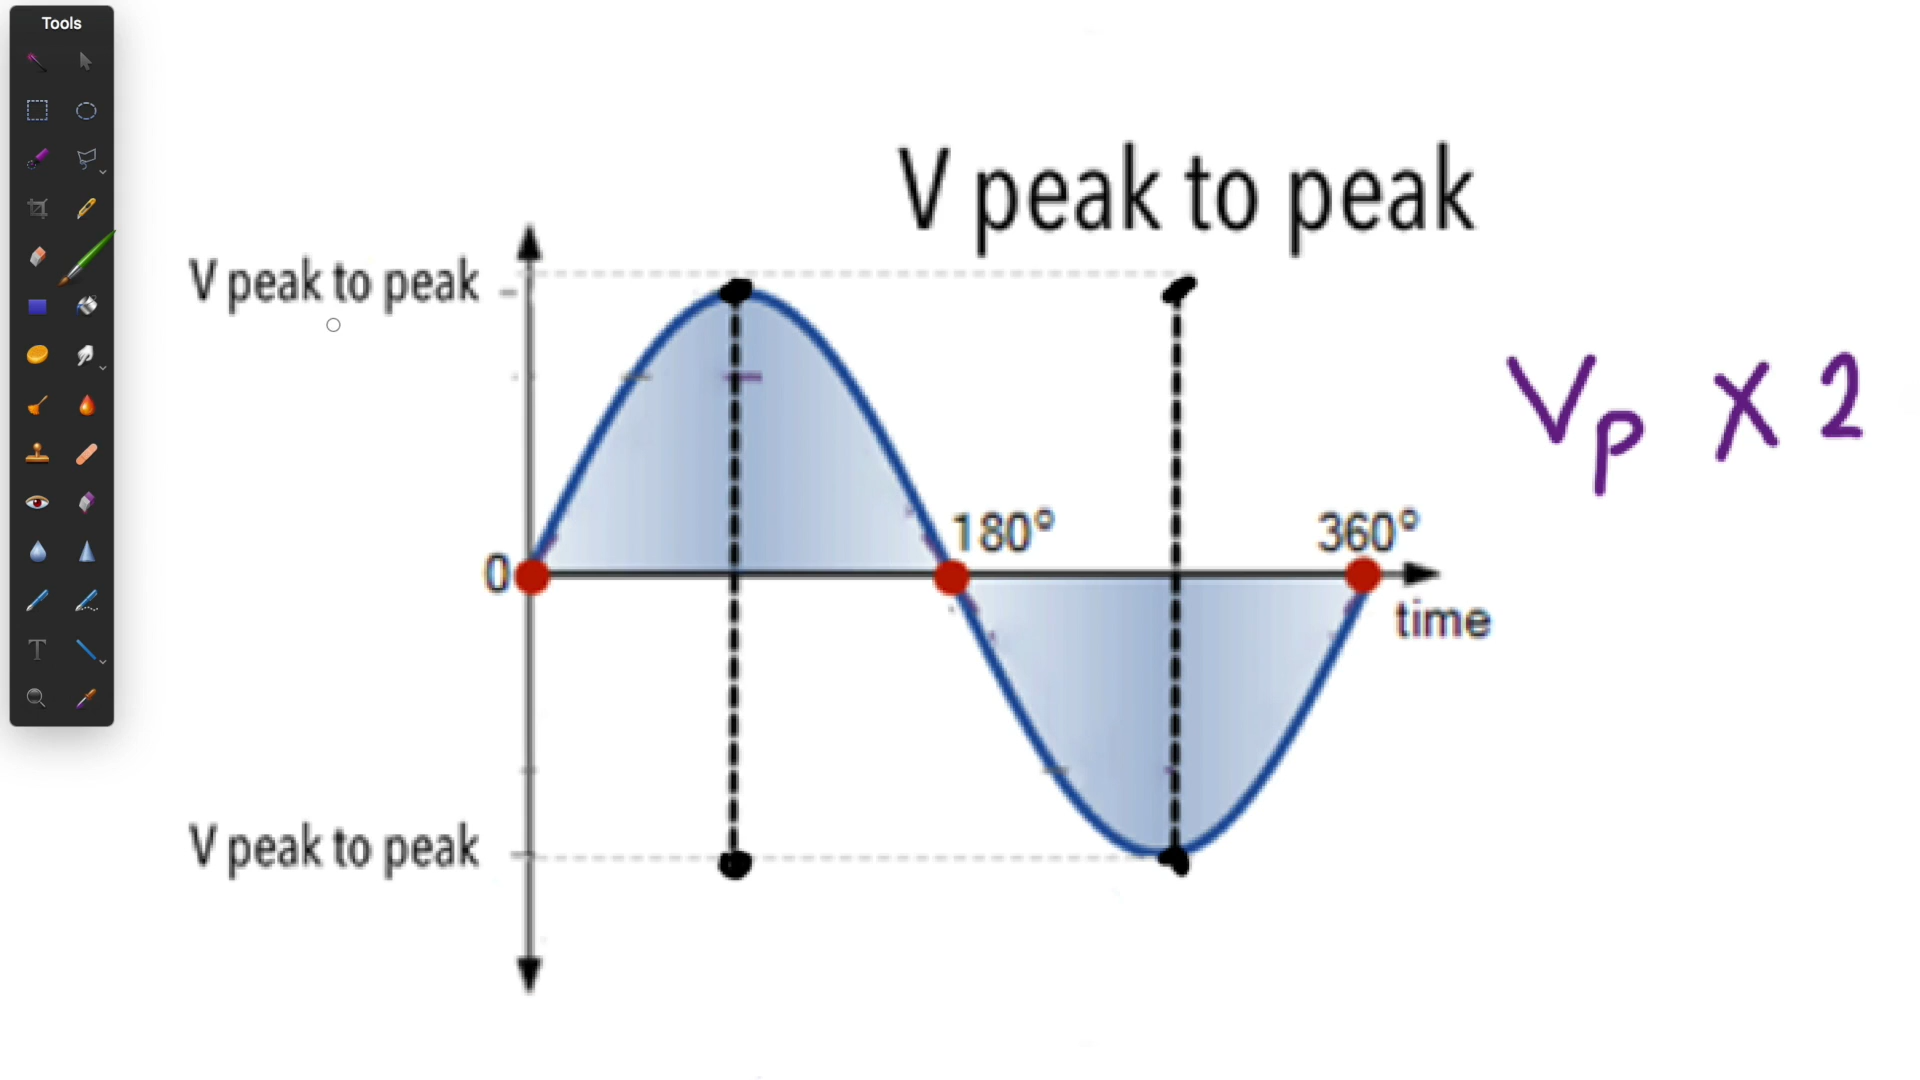 Tools
V peak to peak
V peak to peak
Vp X 2
180°
360°
0
time
V peak to peak
T